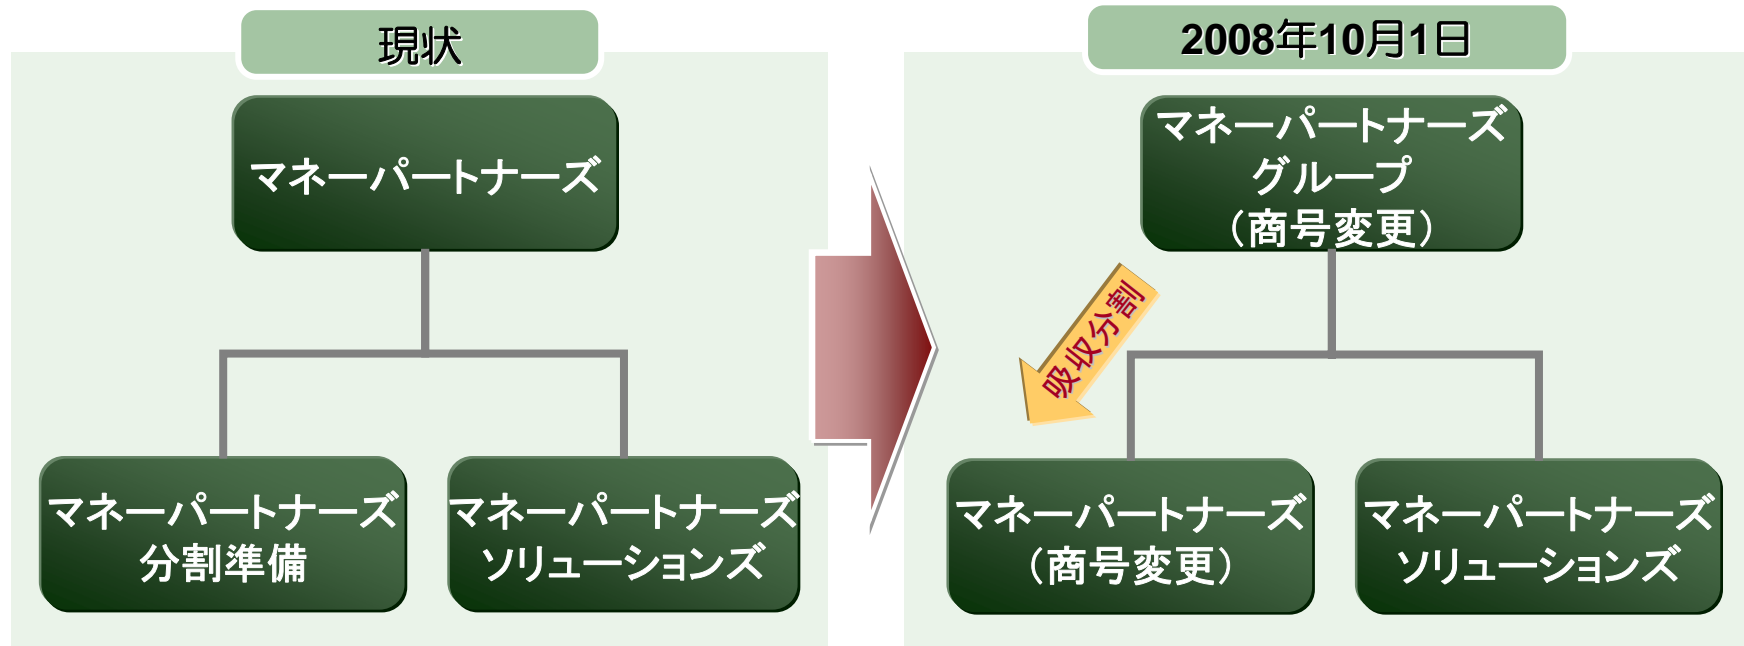 現状
マネーパートナーズ
マネーパートナーズ
分割準備
マネーパートナーズ
ソリューションズ
2008年10月1日
マネーパートナーズ
グループ
（商号変更）
吸収分割
マネーパートナーズ
（商号変更）
マネーパートナーズ
ソリューションズ